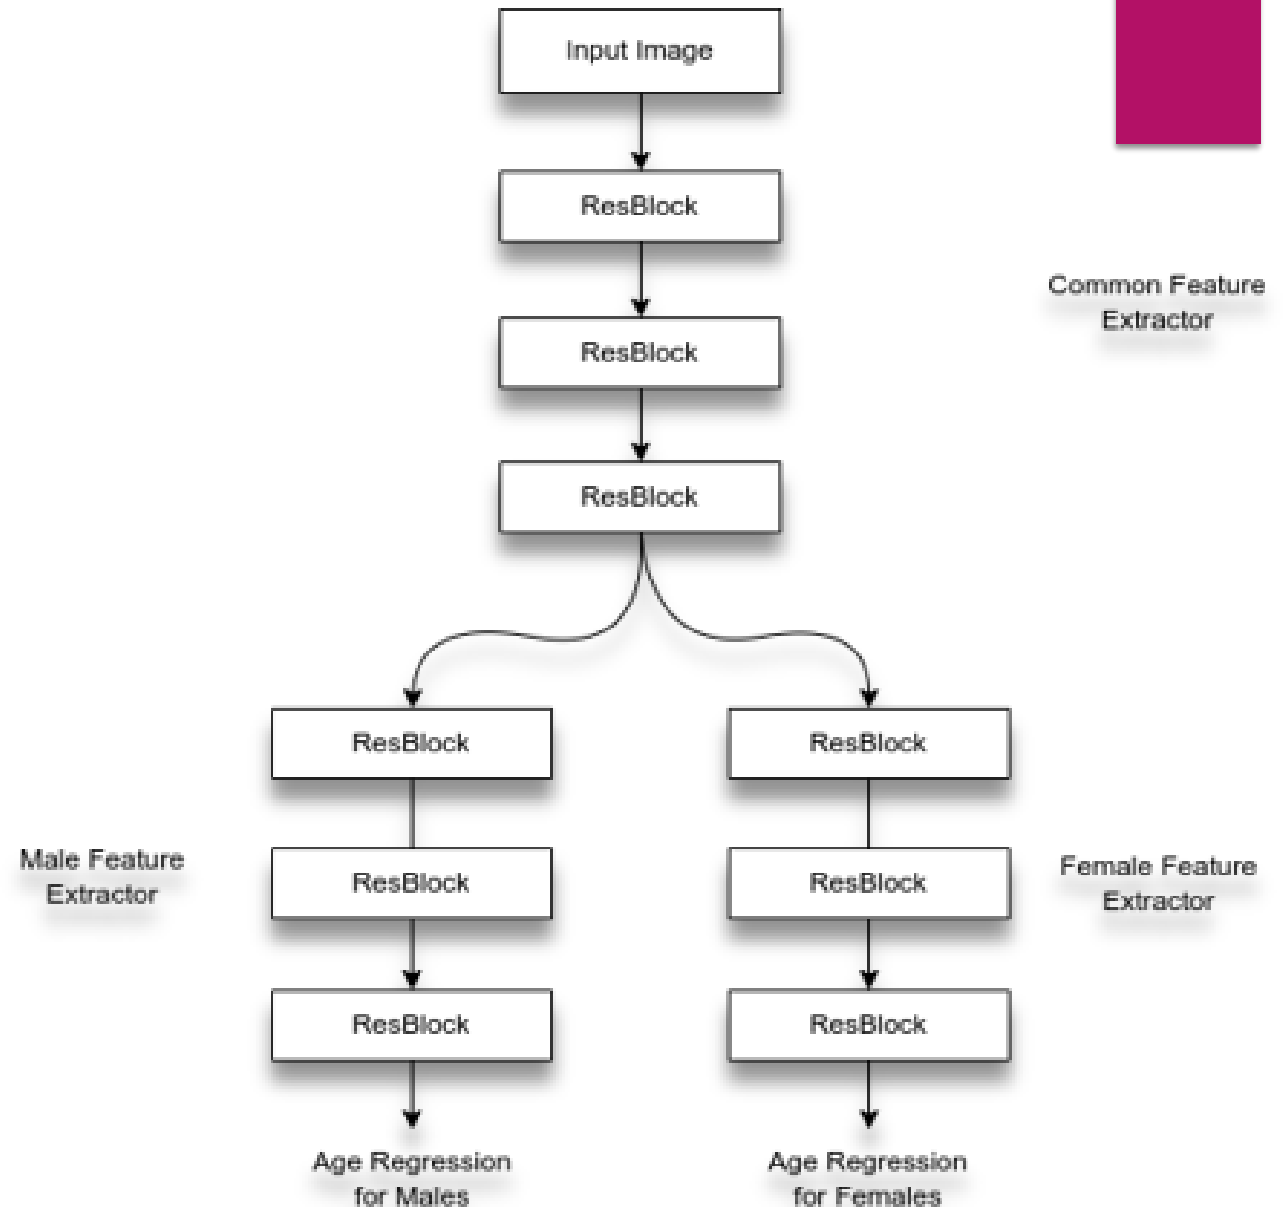 Input Image
ResBlock
Common Feature
Extractor
ResBlock
ResBlock
ResBlock
ResBlock
Male Feature
Extractor
ResBlock
ResBlock
Female Feature
Extractor
ResBlock
ResBlock
Age Regression
for Males
Age Regression
for Females